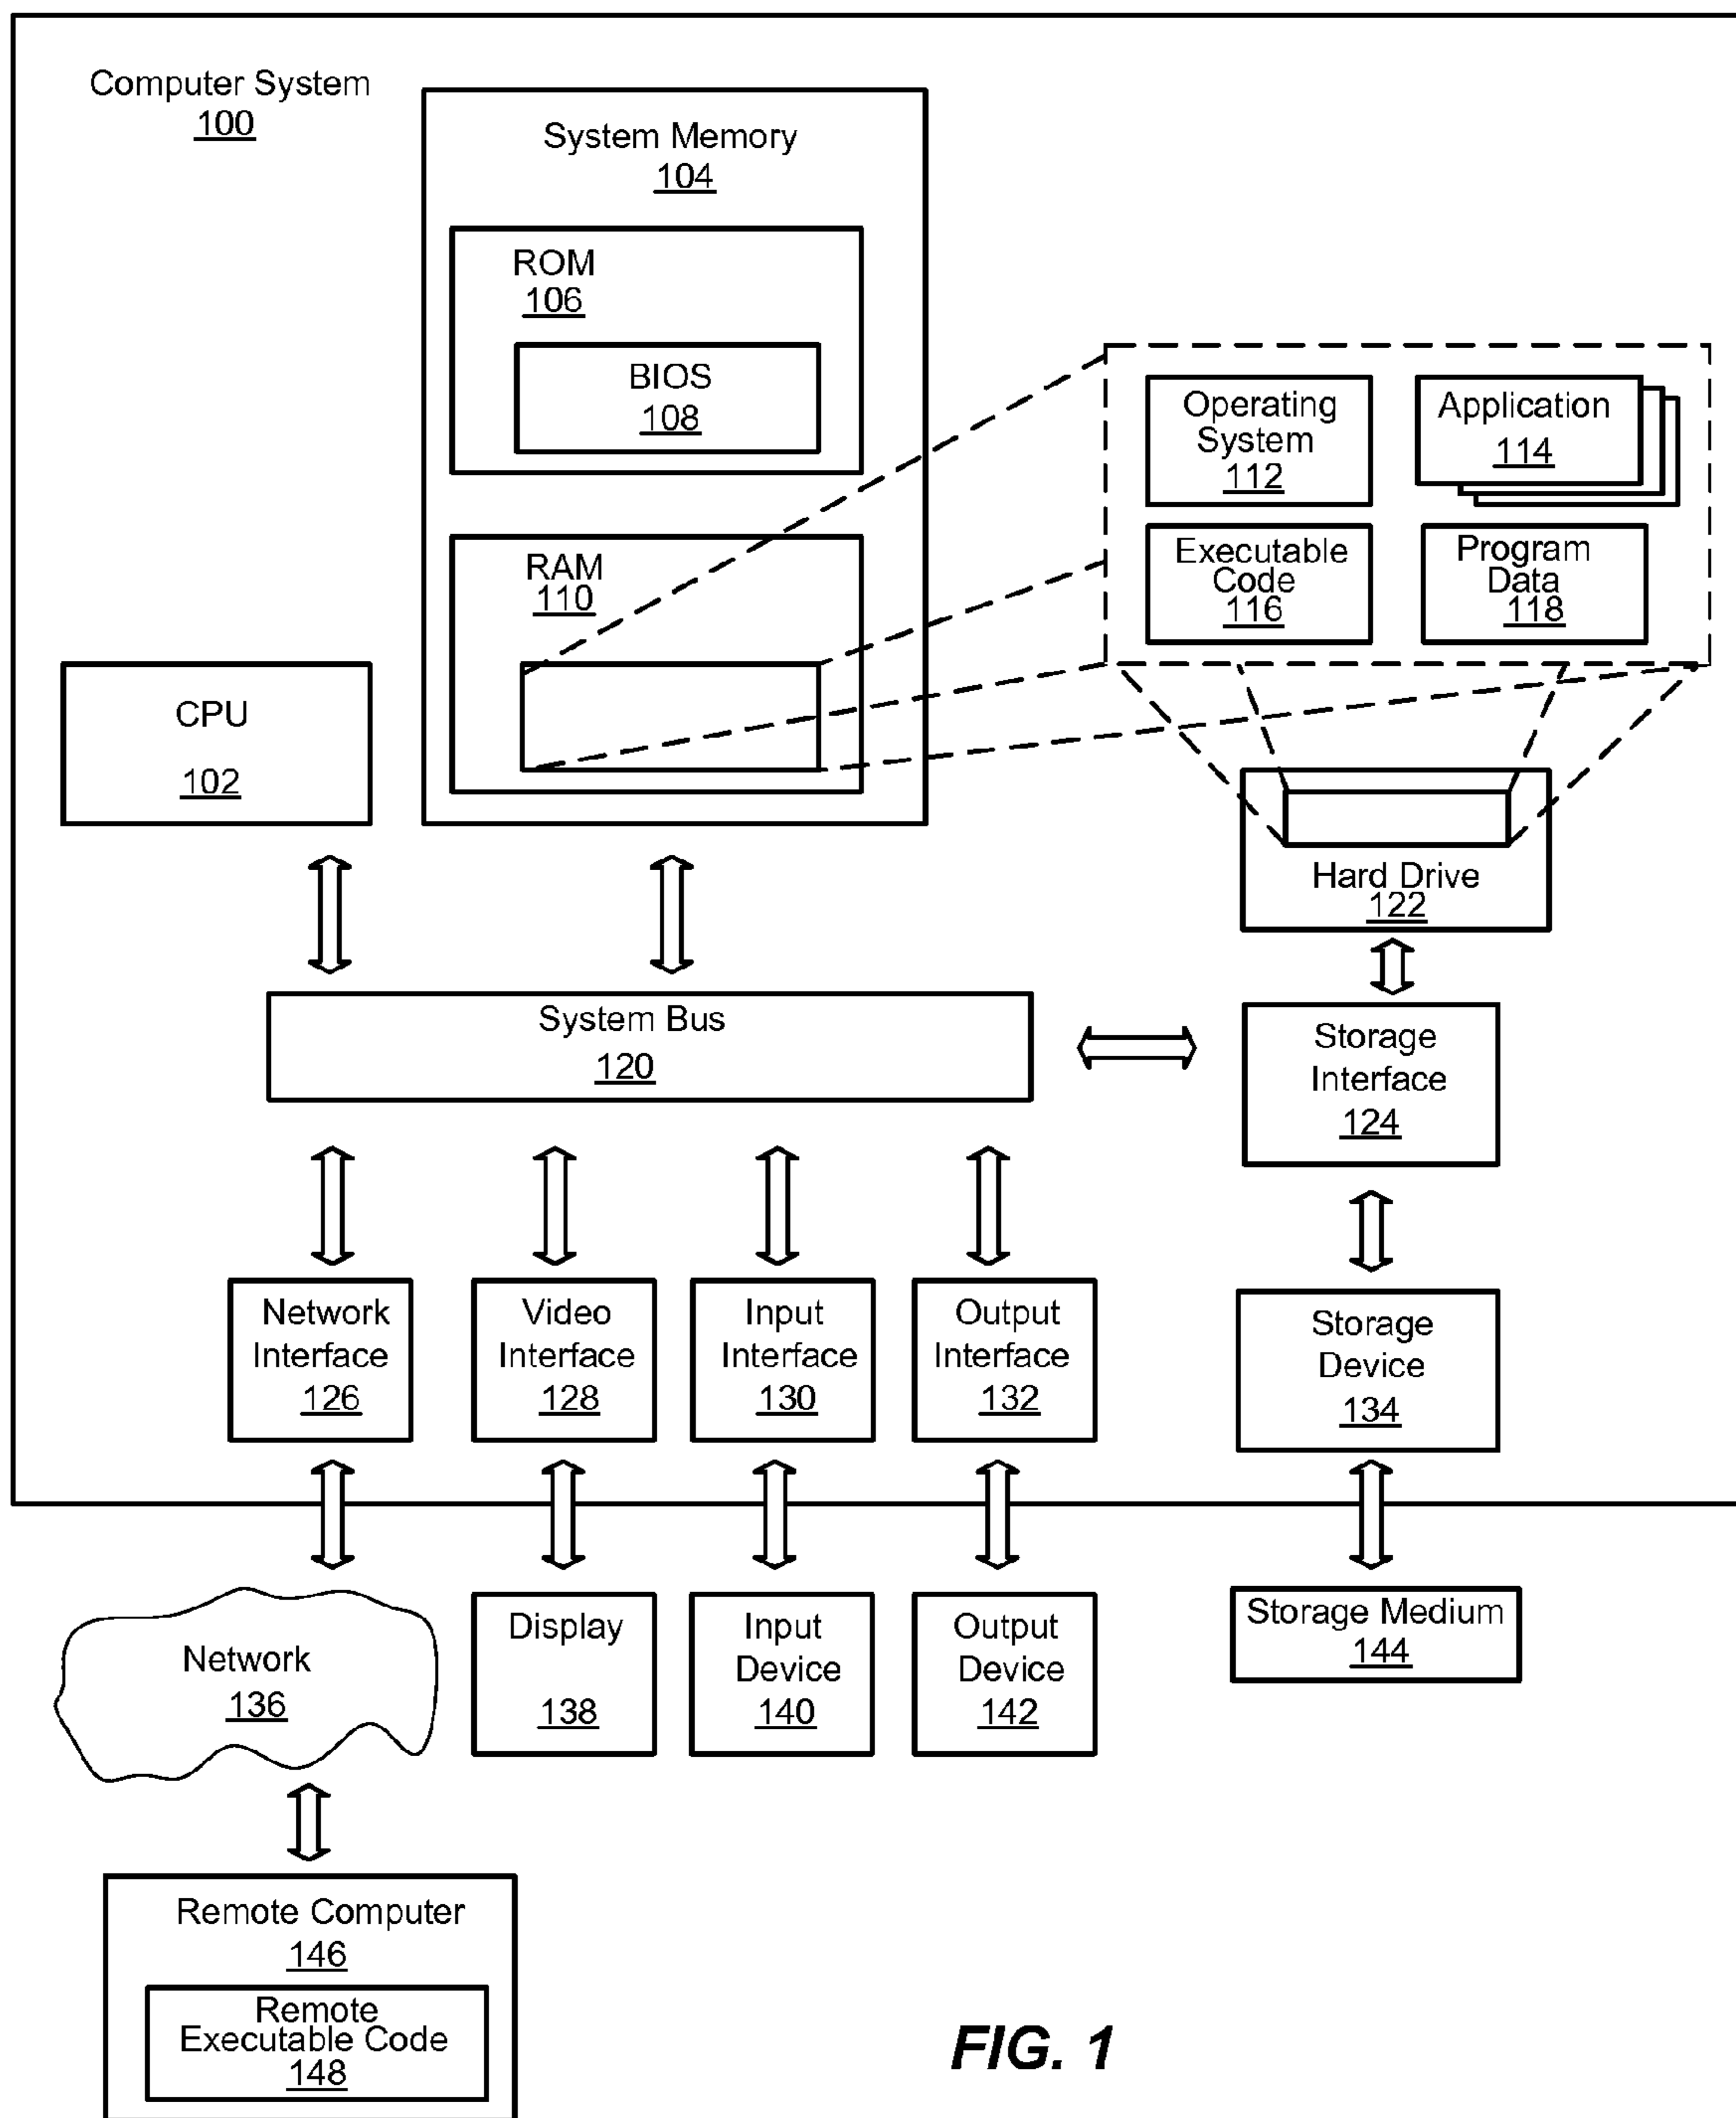 Computer System
100
System Memory
104
ROM
106
BIOS
108
RAM
110
Operating
System
112
Application
114
Executable
Code
116
Program
Data
118
CPU
102
Hard Drive
122
System Bus
120
Storage
Interface
124
Network
Interface
126
Video
Interface
128
Input
Interface
130
Output
Interface
132
Storage
Device
134
Network
136
Display
138
Input
Device
140
Output
Device
142
Storage Medium
144
Remote Computer
146
Remote
Executable Code
148
FIG. 1